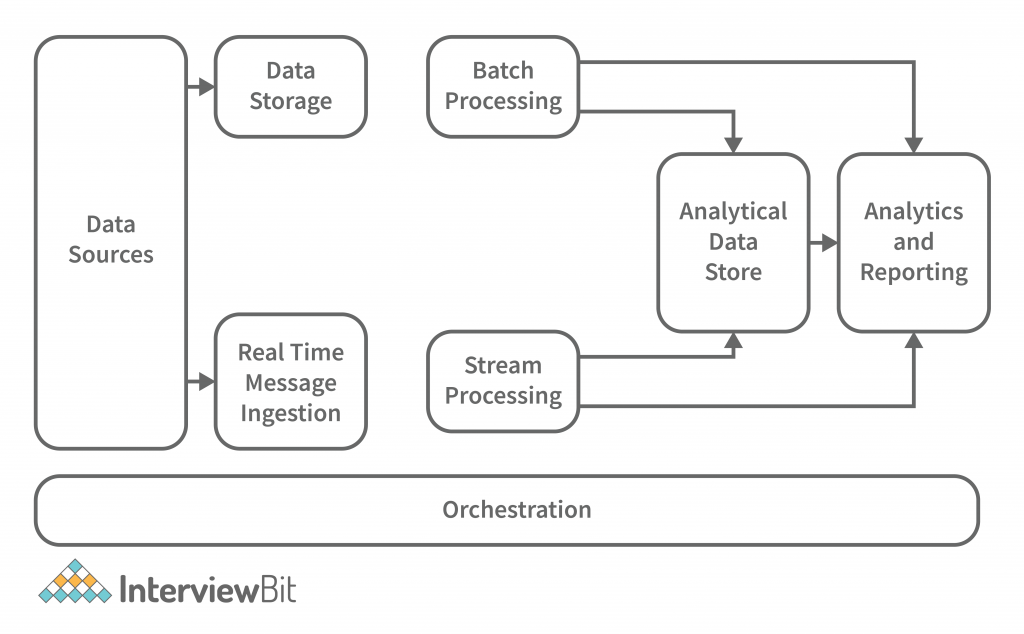 Data
Storage
Batch
Processing
Data
Sources
Analytical
Data
Store
Analytics
and
Reporting
Real Time
Message
Ingestion
Stream
Processing
Orchestration
InterviewBit